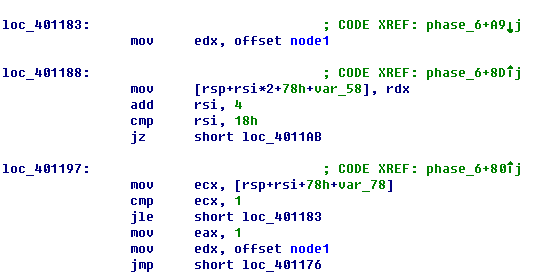 loc_401183: ; CODE XREF: phase_6+A9↓j
mov edx, offset node1
loc_401188: ; CODE XREF: phase_6+8D↑j
mov [rsp+rsi*2+78h+var_58], rdx
add rsi, 4
cmp rsi, 18h
jz short loc_4011AB
loc_401197: ; CODE XREF: phase_6+80↑j
mov ecx, [rsp+rsi+78h+var_78]
cmp ecx, 1
jle short loc_401183
mov eax, 1
mov edx, offset node1
jmp short loc_401176